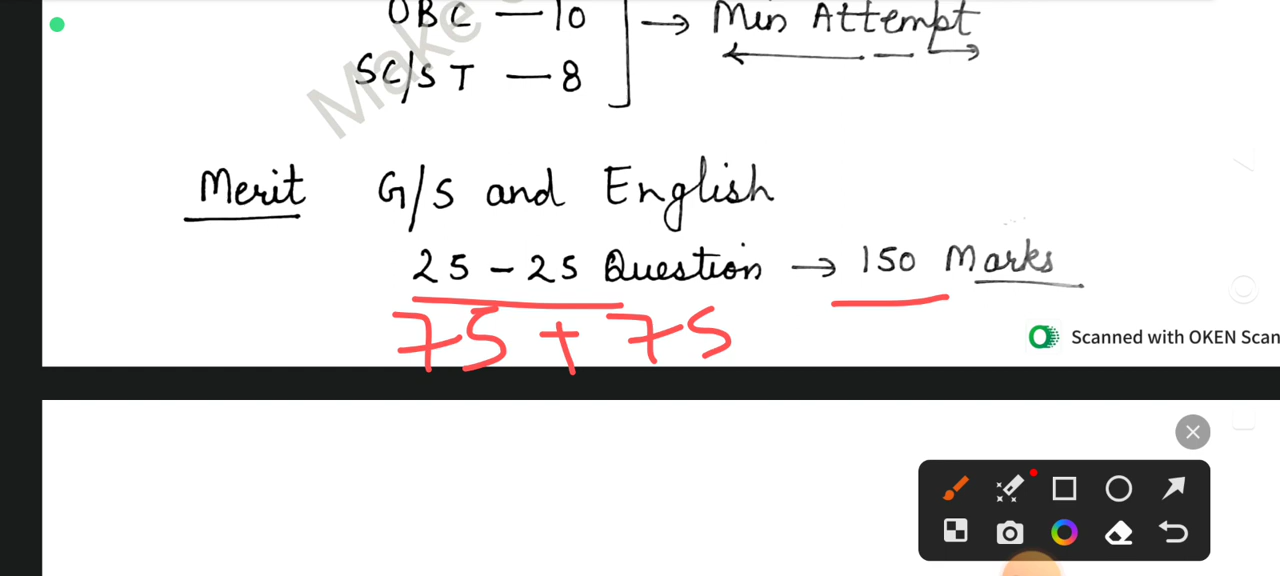 OBC — 10
→ Min Attempt
SC/ST — 8
Make
Merit G/S and English
25 - 25 Question → 150 Marks
75 + 75
Scanned with OKEN Scan